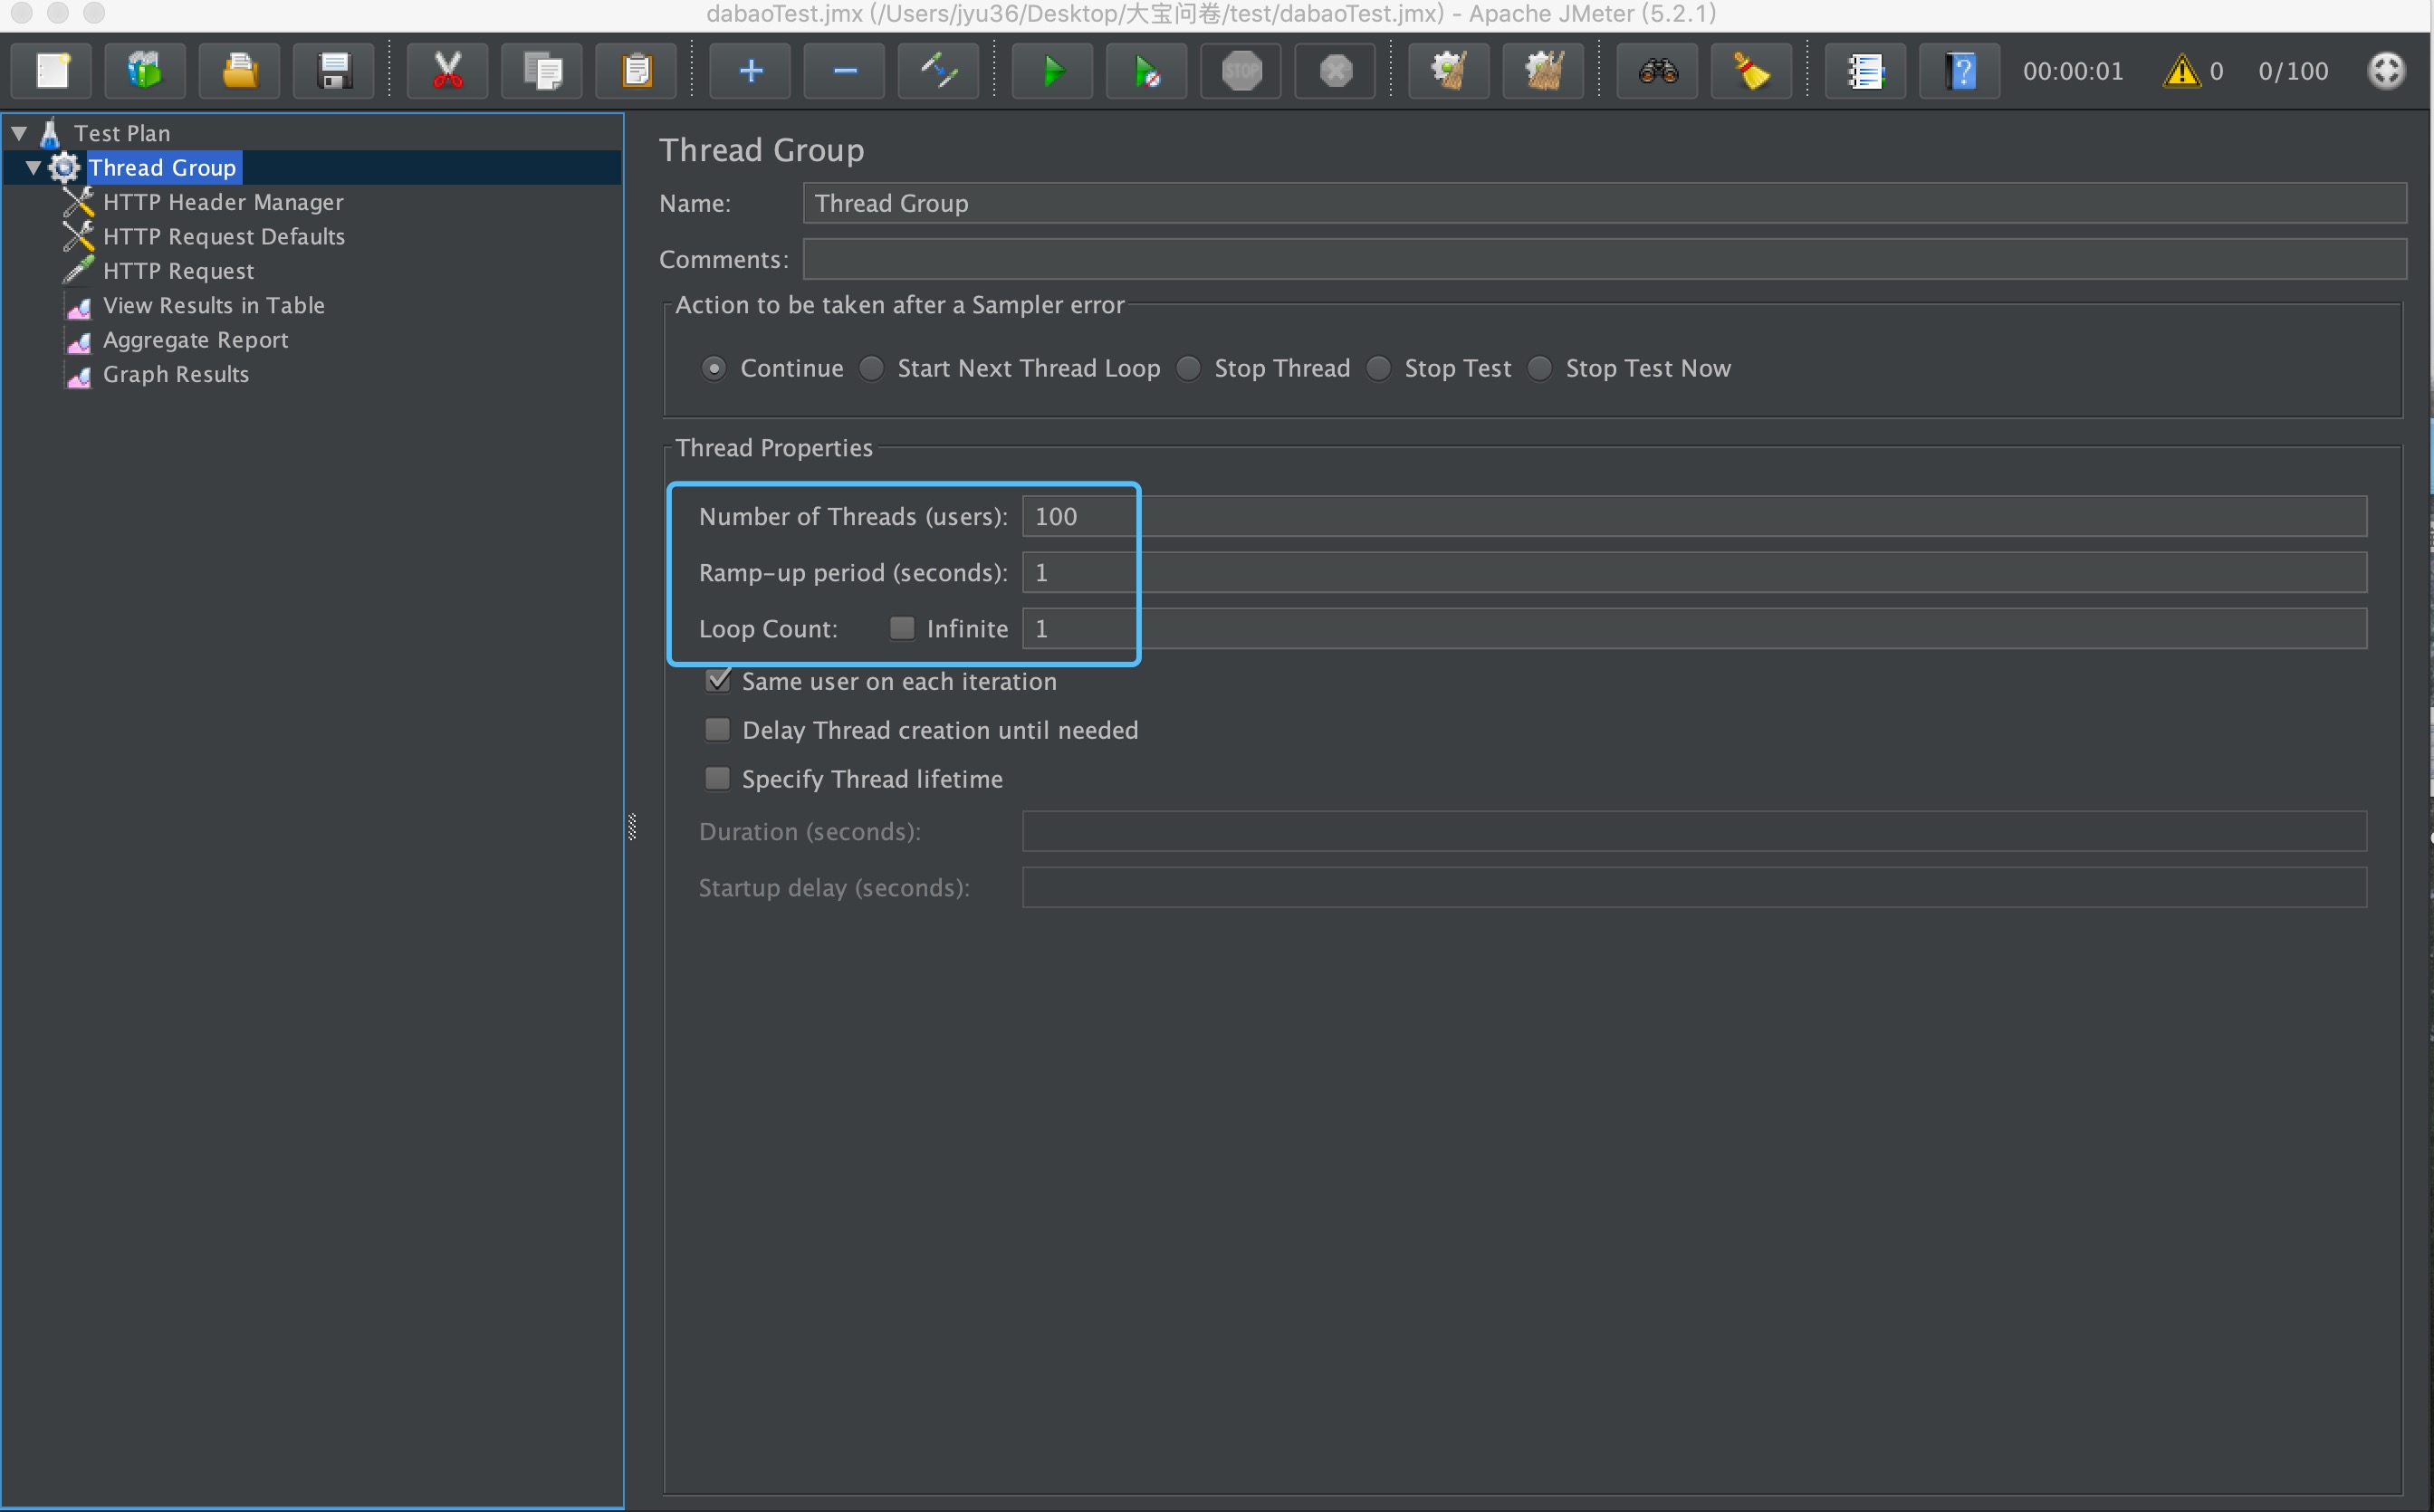 dabaoTest.jmx (/Users/jyu36/Desktop/大宝问卷/test/dabaoTest.jmx) - Apache JMeter (5.2.1)
STOP
?
00:00:01
!
0
0/100
Test Plan
Thread Group
HTTP Header Manager
HTTP Request Defaults
HTTP Request
View Results in Table
Aggregate Report
Graph Results
Thread Group
Name: Thread Group
Comments:
Action to be taken after a Sampler error
Continue Start Next Thread Loop Stop Thread Stop Test Stop Test Now
Thread Properties
Number of Threads (users): 100
Ramp-up period (seconds): 1
Loop Count: Infinite 1
Same user on each iteration
Delay Thread creation until needed
Specify Thread lifetime
Duration (seconds):
Startup delay (seconds):